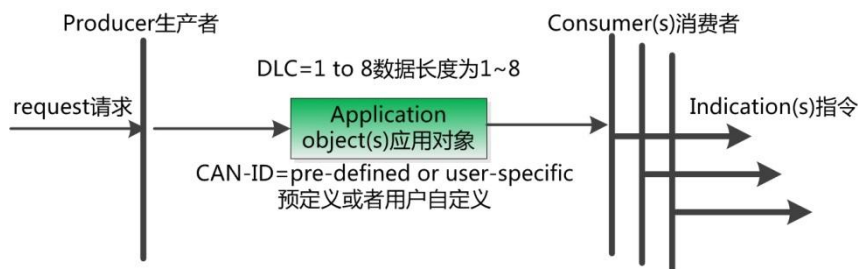 Producer生产者
Consumer(s)消费者
DLC=1 to 8数据长度为1~8
request请求
Application
object(s)应用对象
Indication(s)指令
CAN-ID=pre-defined or user-specific
预定义或者用户自定义